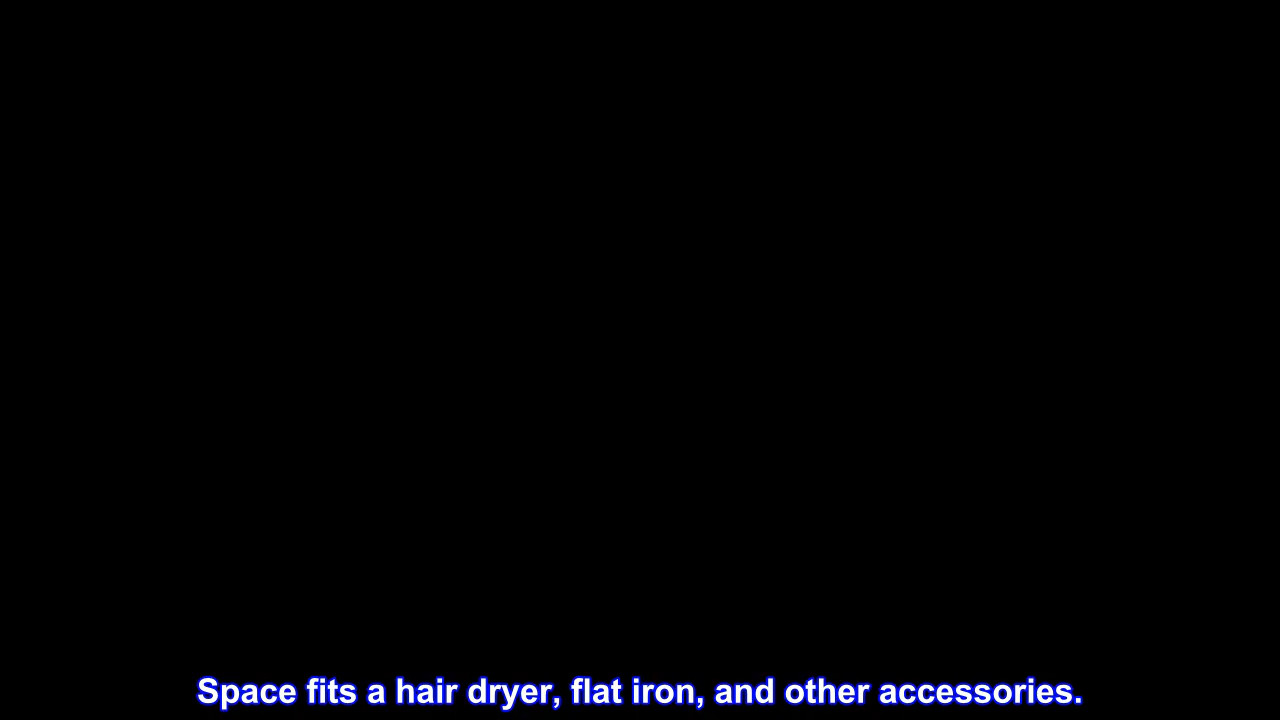 Space fits a hair dryer, flat iron, and other accessories.